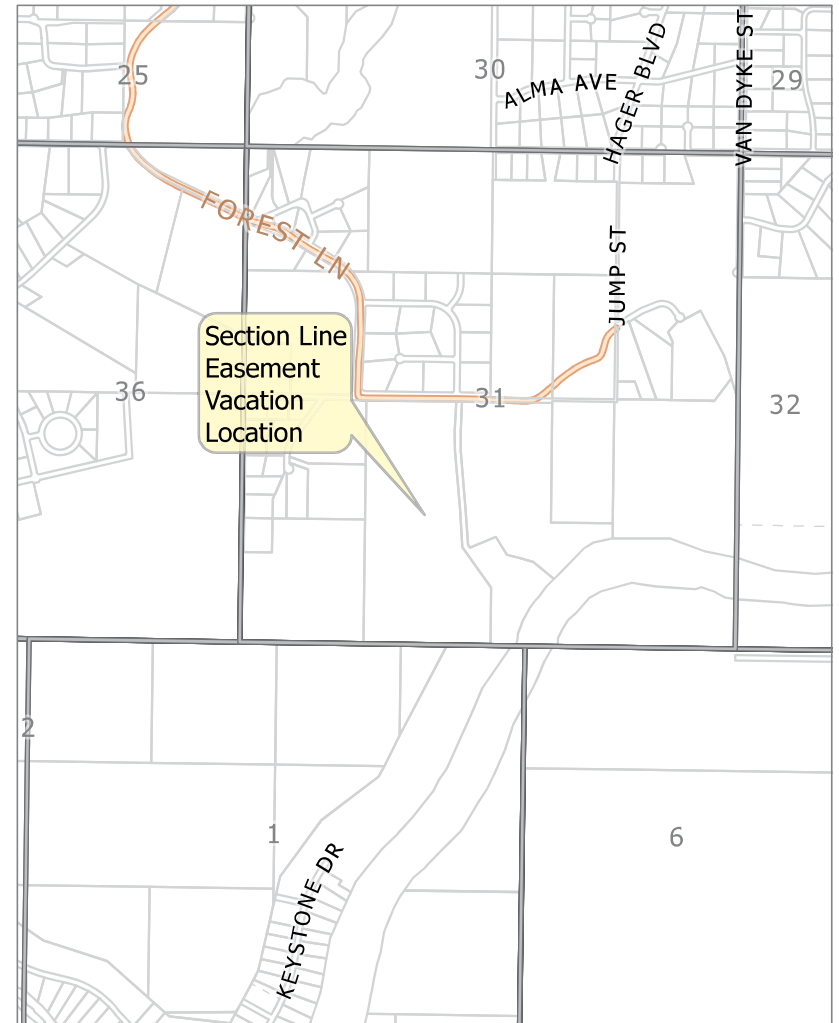 25
30
29
ALMA AVE
HAGER BLVD
VAN DYKE ST
FOREST LN
JUMP ST
Section Line
Easement
Vacation
Location
36
31
32
2
1
6
KEYSTONE DR